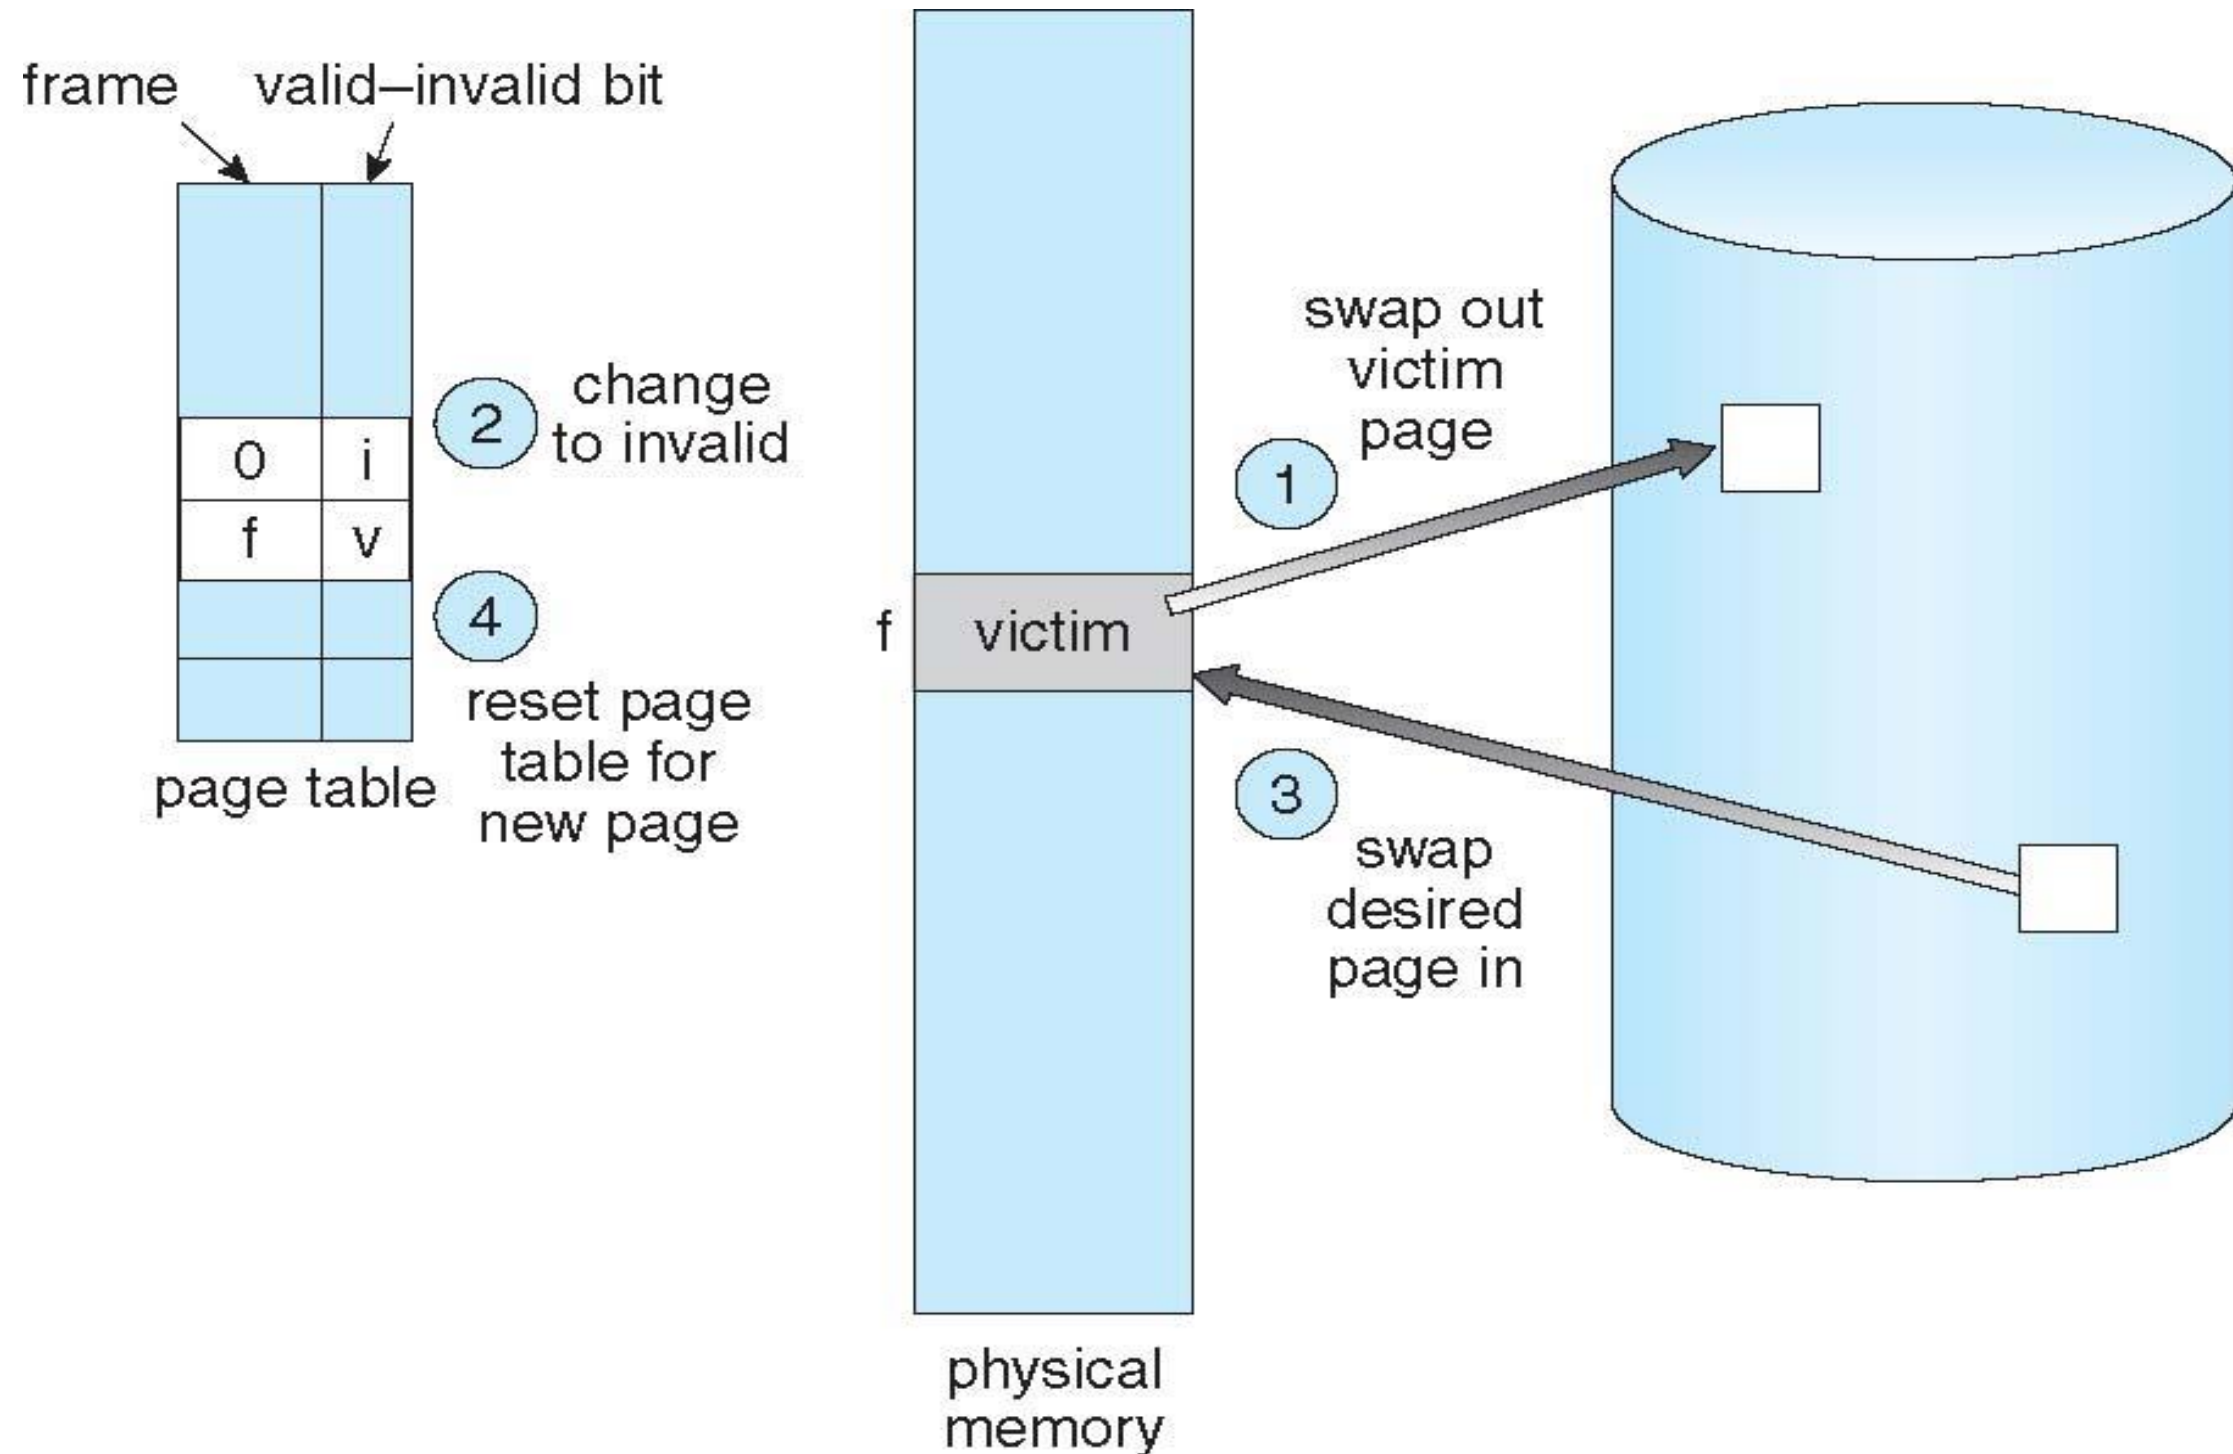 frame
valid–invalid bit
0
i
f
v
2
change
to invalid
4
reset page
table for
new page
page table
f
victim
physical
memory
1
swap out
victim
page
3
swap
desired
page in